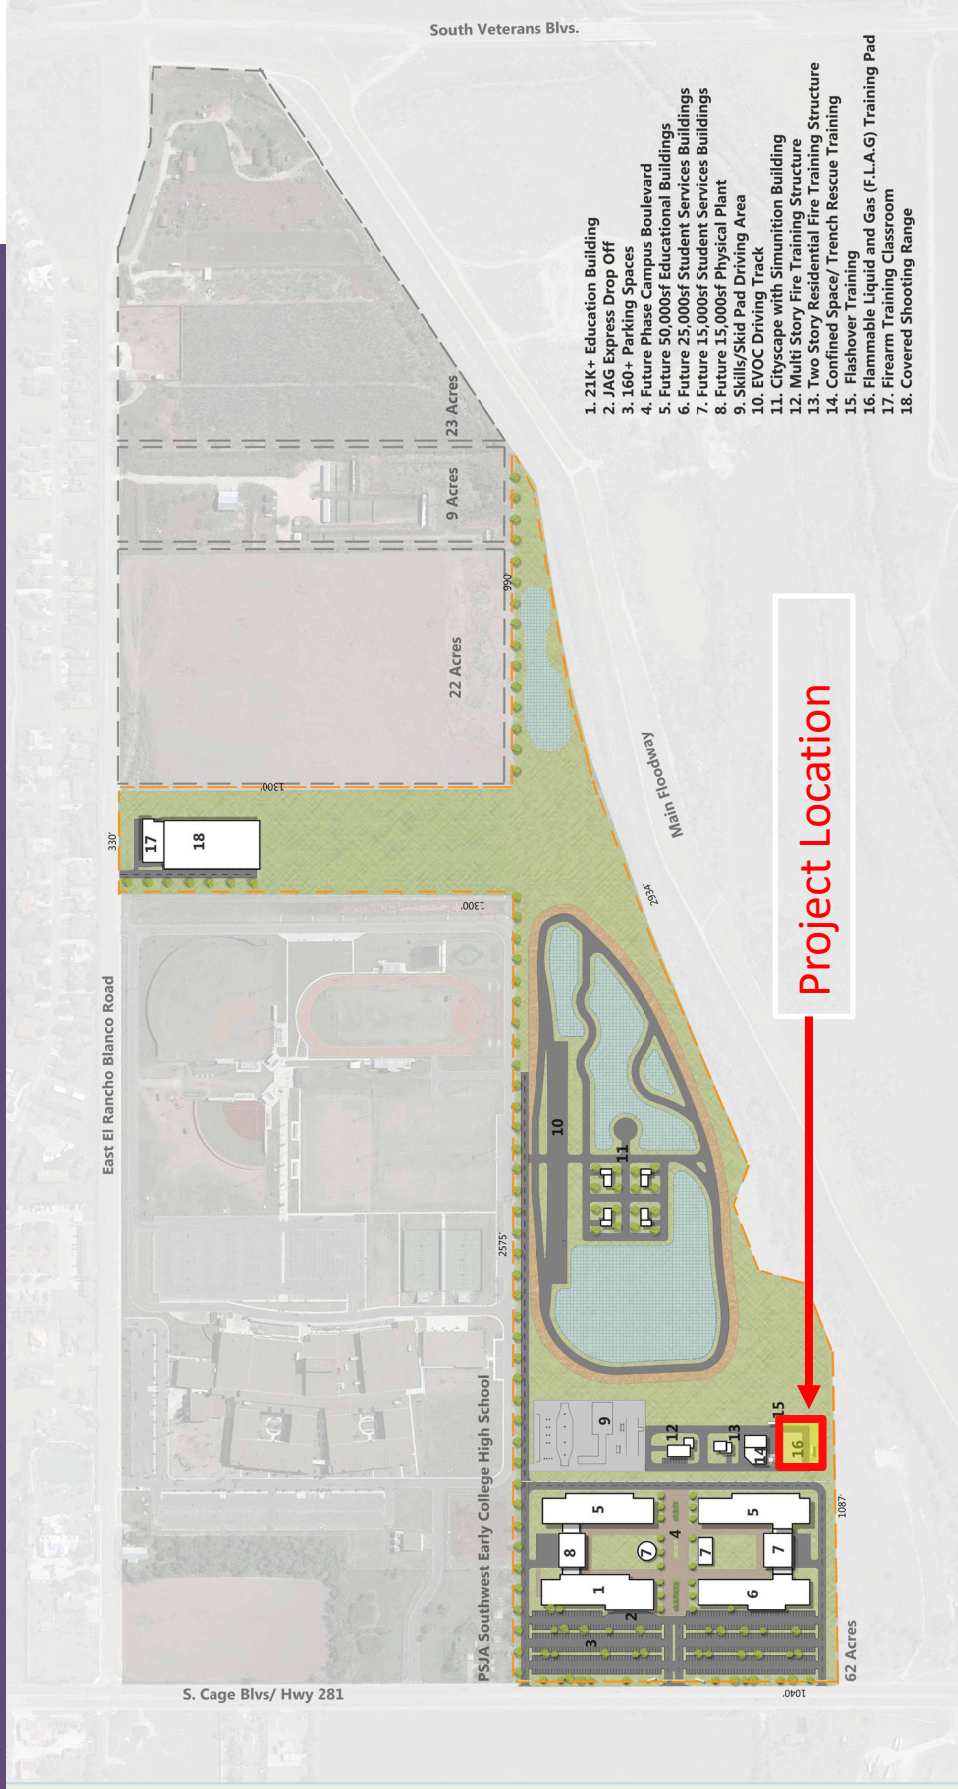 South Veterans Blvs.
1. 21K+ Education Building
2. JAG Express Drop Off
3. 160+ Parking Spaces
4. Future Phase Campus Boulevard
5. Future 50,000sf Educational Buildings
6. Future 25,000sf Student Services Buildings
7. Future 15,000sf Student Services Buildings
8. Future 15,000sf Physical Plant
9. Skills/Skid Pad Driving Area
10. EVOC Driving Track
11. Cityscape with Simunition Building
12. Multi Story Fire Training Structure
13. Two Story Residential Fire Training Structure
14. Confined Space/ Trench Rescue Training
15. Flashover Training
16. Flammable Liquid and Gas (F.L.A.G) Training Pad
17. Firearm Training Classroom
18. Covered Shooting Range
23 Acres
9 Acres
22 Acres
990'
1300'
330'
17
18
1300'
Main Floodway
2934'
East El Rancho Blanco Road
Project Location
10
11
2575'
PSJA Southwest Early College High School
9
12
13
14
15
16
1087'
5
5
8
7
4
7
7
1
6
2
3
62 Acres
1040'
S. Cage Blvs/ Hwy 281